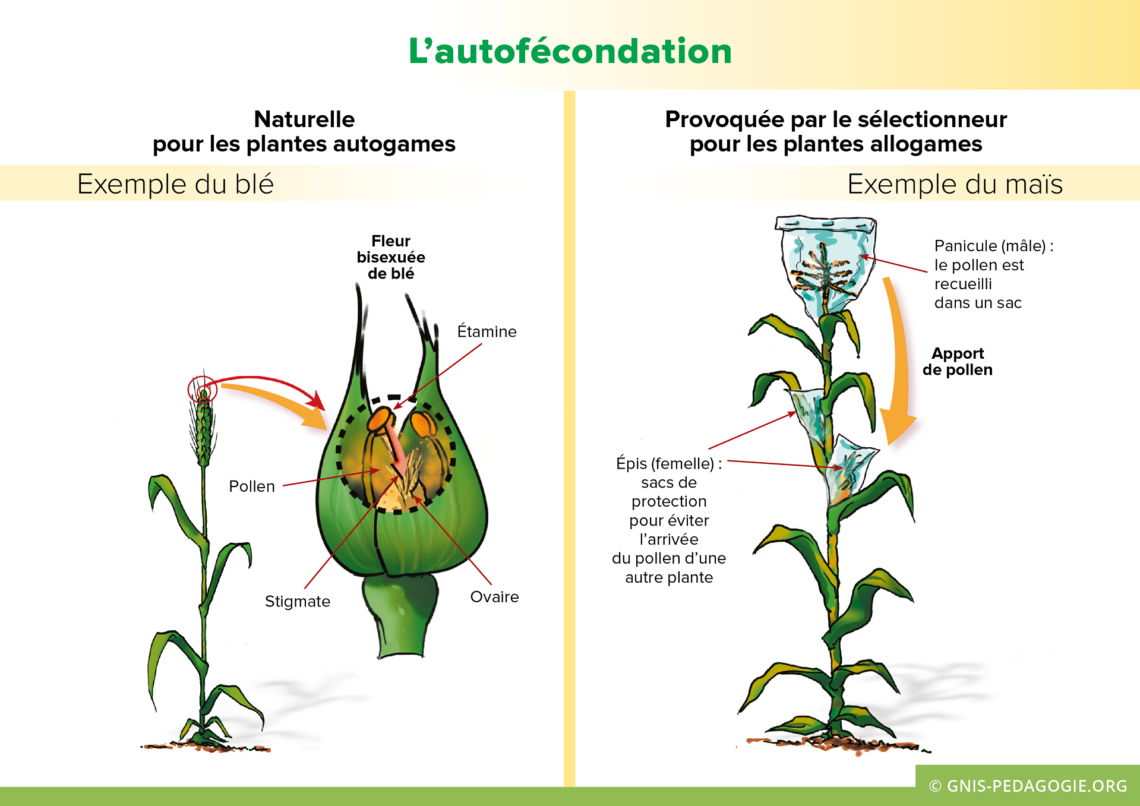 L'autofécondation
Naturelle
pour les plantes autogames
Exemple du blé
Fleur
bisexuée
de blé
Étamine
Pollen
Stigmate
Ovaire
Provoquée par le sélectionneur
pour les plantes allogames
Exemple du maïs
Panicule (mâle) :
le pollen est
recueilli
dans un sac
Apport
de pollen
Épis (femelle) :
sacs de
protection
pour éviter
l'arrivée
du pollen d'une
autre plante
© GNIS-PEDAGOGIE.ORG